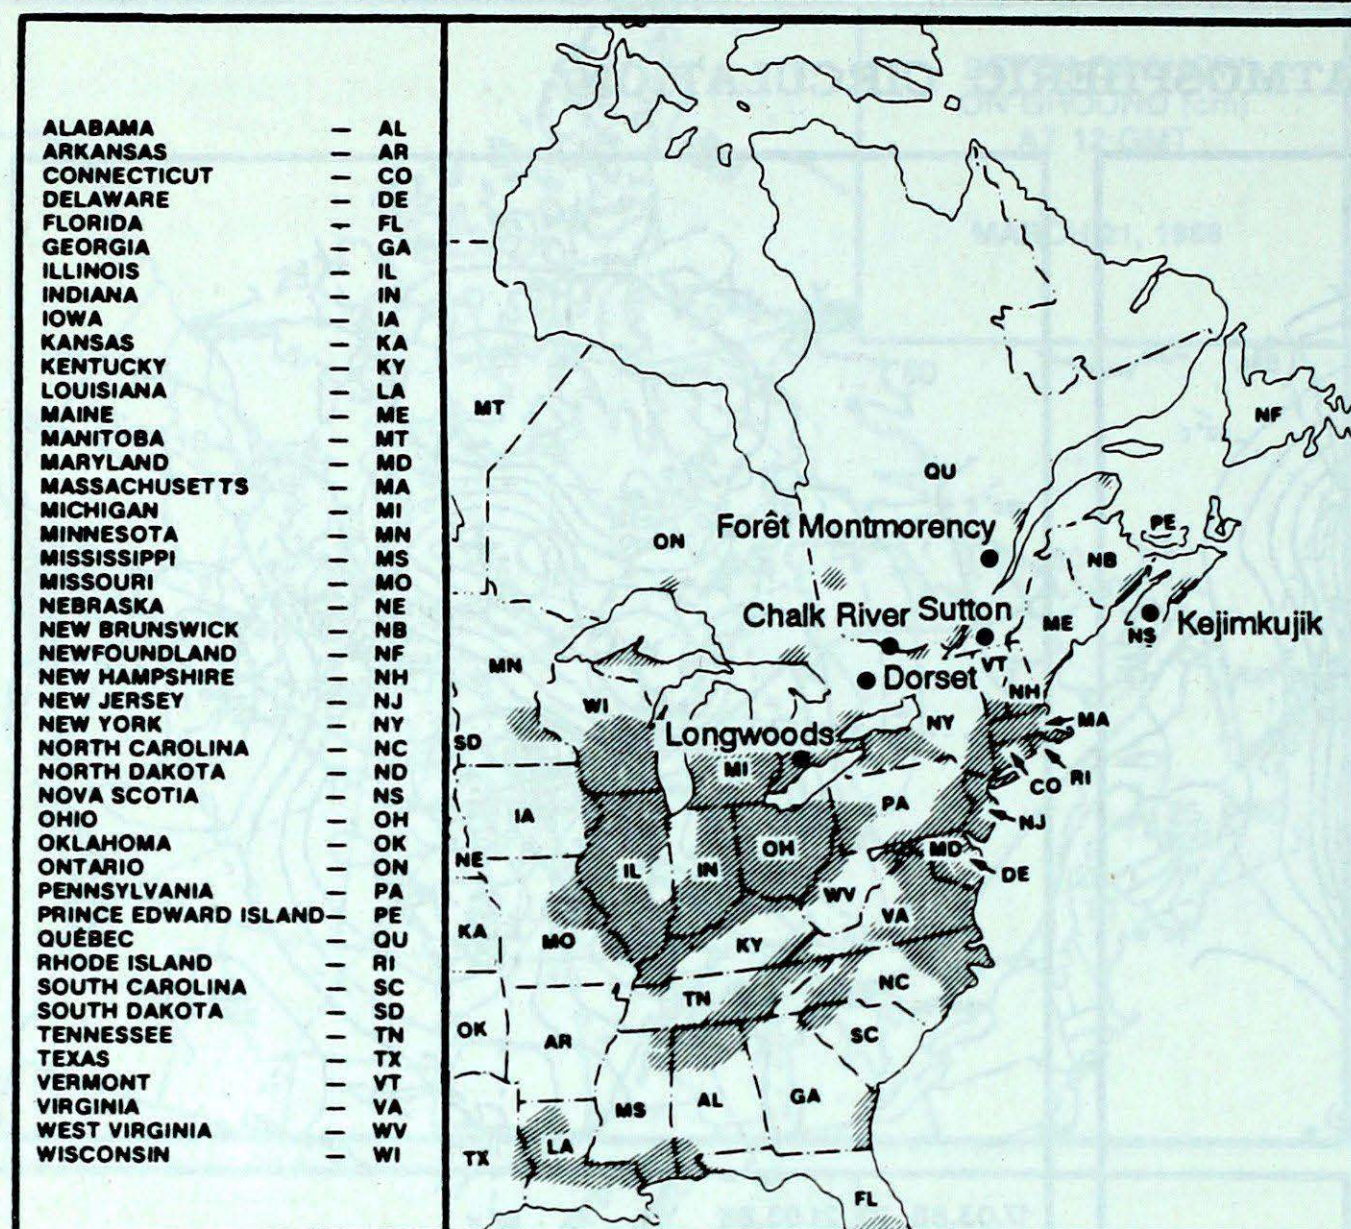 ALABAMA — AL
ARKANSAS — AR
CONNECTICUT — CO
DELAWARE — DE
FLORIDA — FL
GEORGIA — GA
ILLINOIS — IL
INDIANA — IN
IOWA — IA
KANSAS — KA
KENTUCKY — KY
LOUISIANA — LA
MAINE — ME
MANITOBA — MT
MARYLAND — MD
MASSACHUSETTS — MA
MICHIGAN — MI
MINNESOTA — MN
MISSISSIPPI — MS
MISSOURI — MO
NEBRASKA — NE
NEW BRUNSWICK — NB
NEWFOUNDLAND — NF
NEW HAMPSHIRE — NH
NEW JERSEY — NJ
NEW YORK — NY
NORTH CAROLINA — NC
NORTH DAKOTA — ND
NOVA SCOTIA — NS
OHIO — OH
OKLAHOMA — OK
ONTARIO — ON
PENNSYLVANIA — PA
PRINCE EDWARD ISLAND — PE
QUÉBEC — QU
RHODE ISLAND — RI
SOUTH CAROLINA — SC
SOUTH DAKOTA — SD
TENNESSEE — TN
TEXAS — TX
VERMONT — VT
VIRGINIA — VA
WEST VIRGINIA — WV
WISCONSIN — WI
MT
NF
QU
Forêt Montmorency
PE
ON
NB
Chalk River
Sutton
ME
NS
Kejimkujik
MN
VT
Dorset
NH
WI
NY
MA
SD
Longwoods
MI
RI
CO
PA
IA
NJ
OH
MD
NE
IL
IN
DE
WV
VA
KA
MO
KY
NC
TN
OK
AR
SC
MS
AL
GA
LA
TX
FL